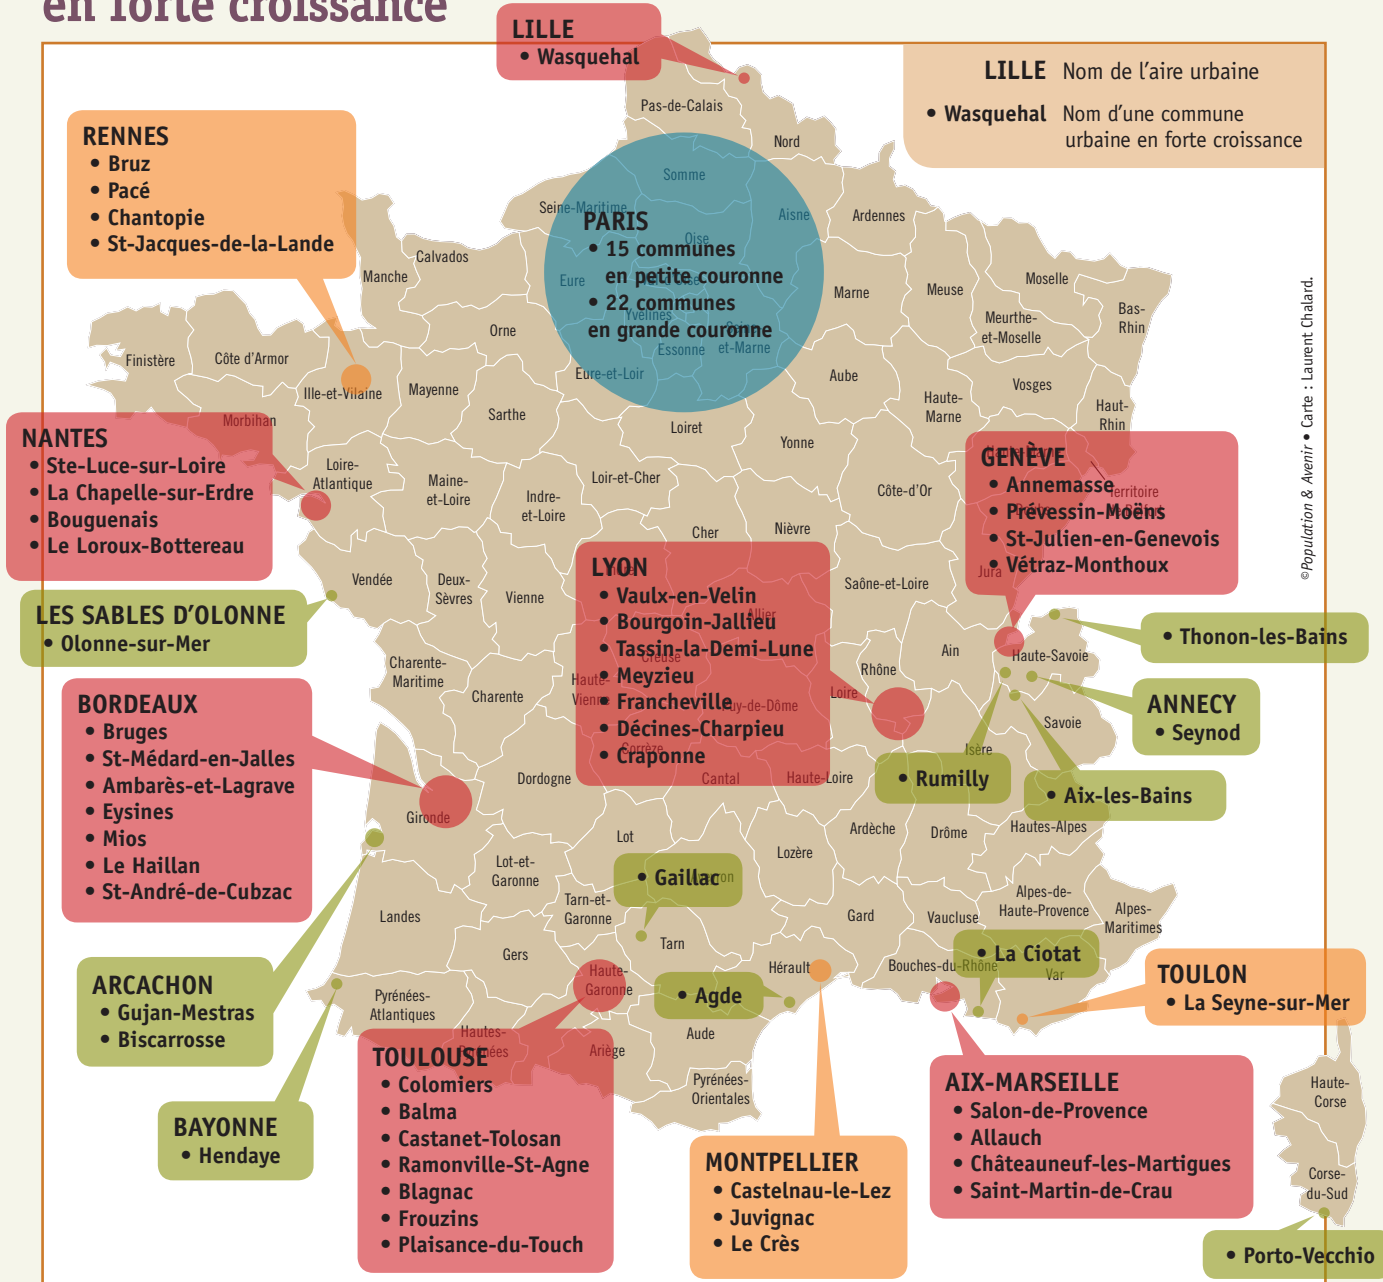 en forte croissance
LILLE
• Wasquehal
LILLE Nom de l'aire urbaine
• Wasquehal Nom d'une commune
urbaine en forte croissance
RENNES
• Bruz
• Pacé
• Chantopie
• St-Jacques-de-la-Lande
PARIS
• 15 communes
en petite couronne
• 22 communes
en grande couronne
NANTES
• Ste-Luce-sur-Loire
• La Chapelle-sur-Erdre
• Bouguenais
• Le Loroux-Bottereau
GENÈVE
• Annemasse
• Prévessin-Moëns
• St-Julien-en-Genevois
• Vétraz-Monthoux
LES SABLES D'OLONNE
• Olonne-sur-Mer
LYON
• Vaulx-en-Velin
• Bourgoin-Jallieu
• Tassin-la-Demi-Lune
• Meyzieu
• Francheville
• Décines-Charpieu
• Craponne
• Thonon-les-Bains
ANNECY
• Seynod
• Rumilly
• Aix-les-Bains
BORDEAUX
• Bruges
• St-Médard-en-Jalles
• Ambarès-et-Lagrave
• Eysines
• Mios
• Le Haillan
• St-André-de-Cubzac
• Gaillac
• Agde
• La Ciotat
ARCACHON
• Gujan-Mestras
• Biscarrosse
BAYONNE
• Hendaye
TOULOUSE
• Colomiers
• Balma
• Castanet-Tolosan
• Ramonville-St-Agne
• Blagnac
• Frouzins
• Plaisance-du-Touch
MONTPELLIER
• Castelnau-le-Lez
• Juvignac
• Le Crès
TOULON
• La Seyne-sur-Mer
AIX-MARSEILLE
• Salon-de-Provence
• Allauch
• Châteauneuf-les-Martigues
• Saint-Martin-de-Crau
• Porto-Vecchio
Pas-de-Calais
Nord
Somme
Seine-Maritime
Aisne
Ardennes
Oise
Eure
Yvelines
Essonne
et-Marne
Eure-et-Loir
Calvados
Manche
Orne
Marne
Meuse
Moselle
Meurthe-
et-Moselle
Bas-
Rhin
Finistère
Côte d'Armor
Ille-et-Vilaine
Mayenne
Sarthe
Morbihan
Loiret
Yonne
Aube
Haute-
Marne
Vosges
Haut-
Rhin
Territoire
Loire-
Atlantique
Maine-
et-Loire
Indre-
et-Loire
Loir-et-Cher
Cher
Nièvre
Côte-d'Or
Jura
Vendée
Deux-
Sèvres
Vienne
Allier
Saône-et-Loire
Creuse
Haute-
Vienne
Puy-de-Dôme
Loire
Rhône
Ain
Haute-Savoie
Savoie
Isère
Charente-
Maritime
Charente
Corrèze
Cantal
Haute-Loire
Dordogne
Gironde
Lot
Lot-et-
Garonne
Tarn-et-
Garonne
Lozère
Ardèche
Drôme
Hautes-Alpes
Alpes-de-
Haute-Provence
Alpes-
Maritimes
Landes
Gers
Haute-
Garonne
Tarn
Hérault
Gard
Vaucluse
Bouches-du-Rhône
Var
Pyrénées-
Atlantiques
Hautes-
Pyrénées
Ariège
Aude
Pyrénées-
Orientales
Haute-
Corse
Corse-
du-Sud
©Population & Avenir • Carte : Laurent Chalard.